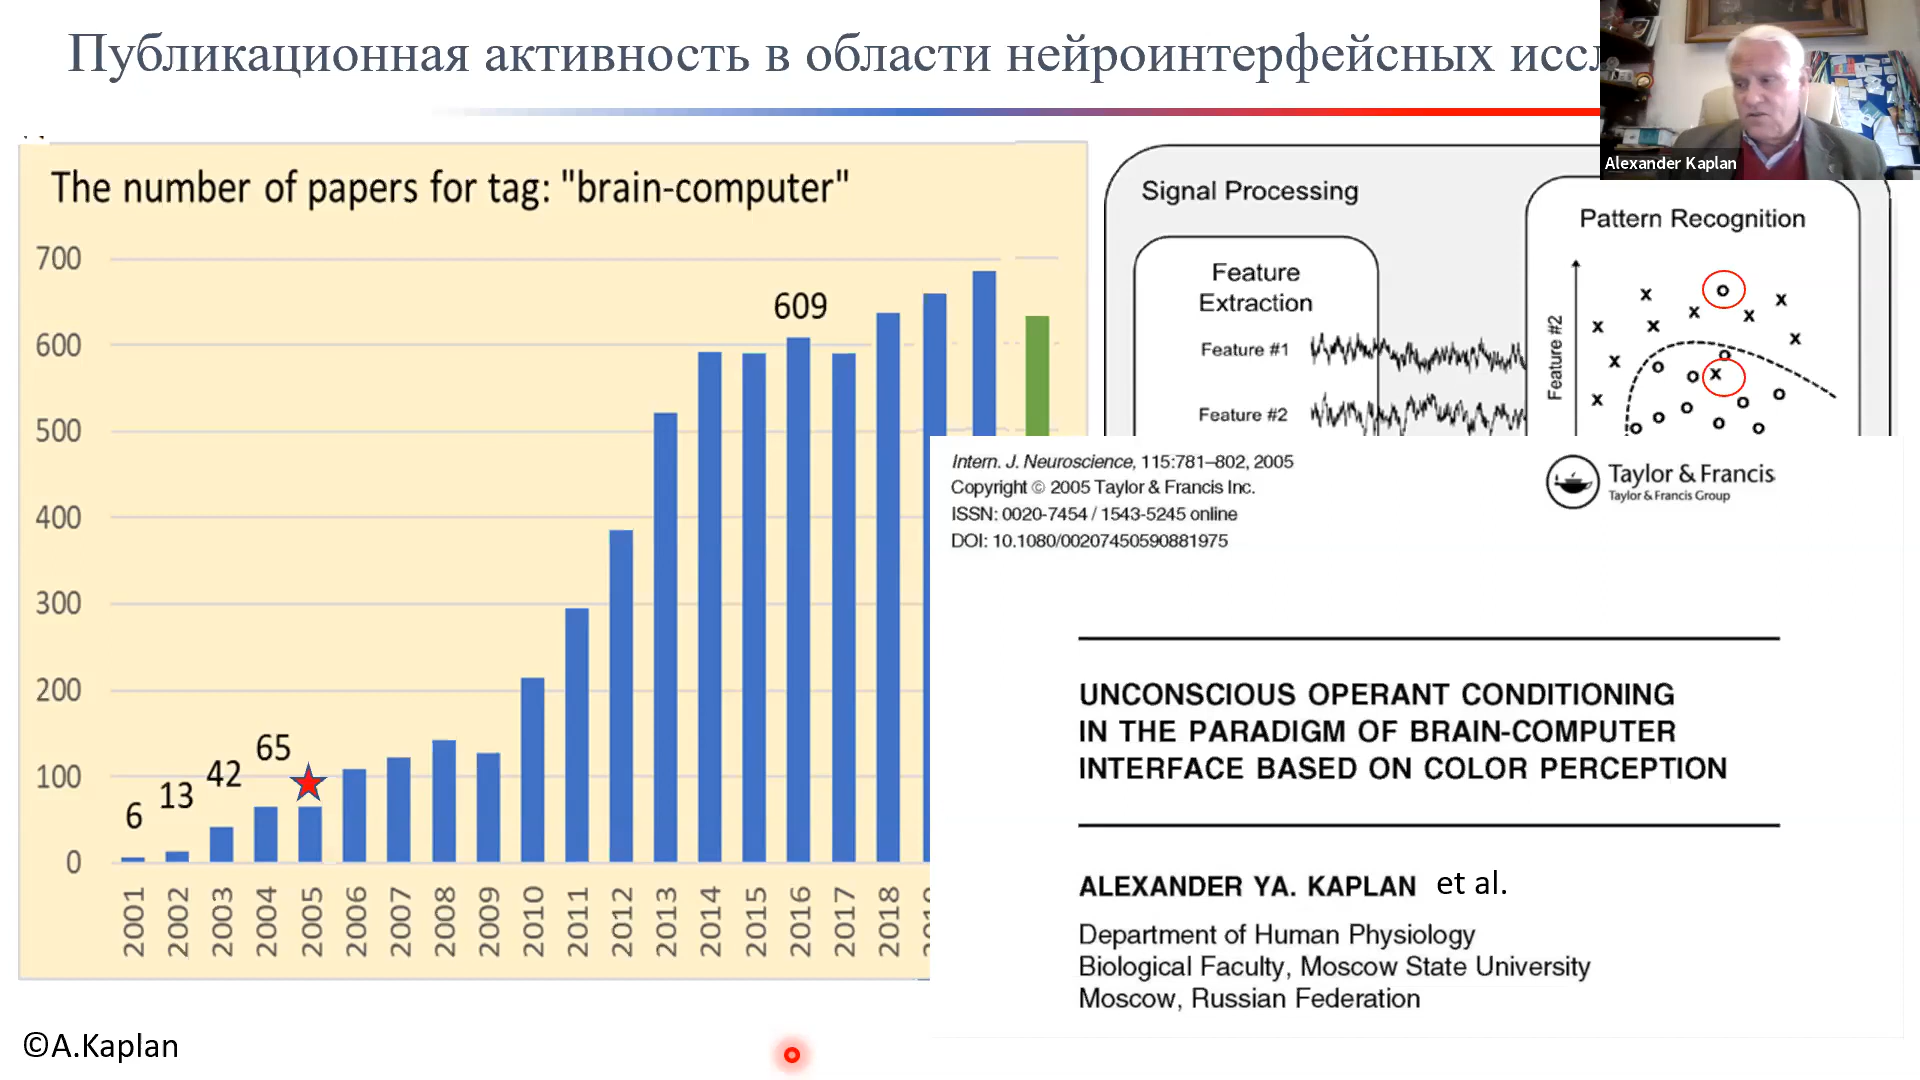 Публикационная активность в области нейроинтерфейсных
Alexander Kaplan
The number of papers for tag: "brain-computer"
700
600
500
400
300
200
100
0
609
65
42
13
6
2001
2002
2003
2004
2005
2006
2007
2008
2009
2010
2011
2012
2013
2014
2015
2016
2017
2018
Signal Processing
Feature
Extraction
Feature #1
Feature #2
Pattern Recognition
Feature #2
Intern. J. Neuroscience, 115:781–802, 2005
Copyright © 2005 Taylor & Francis Inc.
ISSN: 0020-7454 / 1543-5245 online
DOI: 10.1080/00207450590881975
Taylor & Francis
Taylor & Francis Group
UNCONSCIOUS OPERANT CONDITIONING
IN THE PARADIGM OF BRAIN-COMPUTER
INTERFACE BASED ON COLOR PERCEPTION
ALEXANDER YA. KAPLAN et al.
Department of Human Physiology
Biological Faculty, Moscow State University
Moscow, Russian Federation
©A.Kaplan